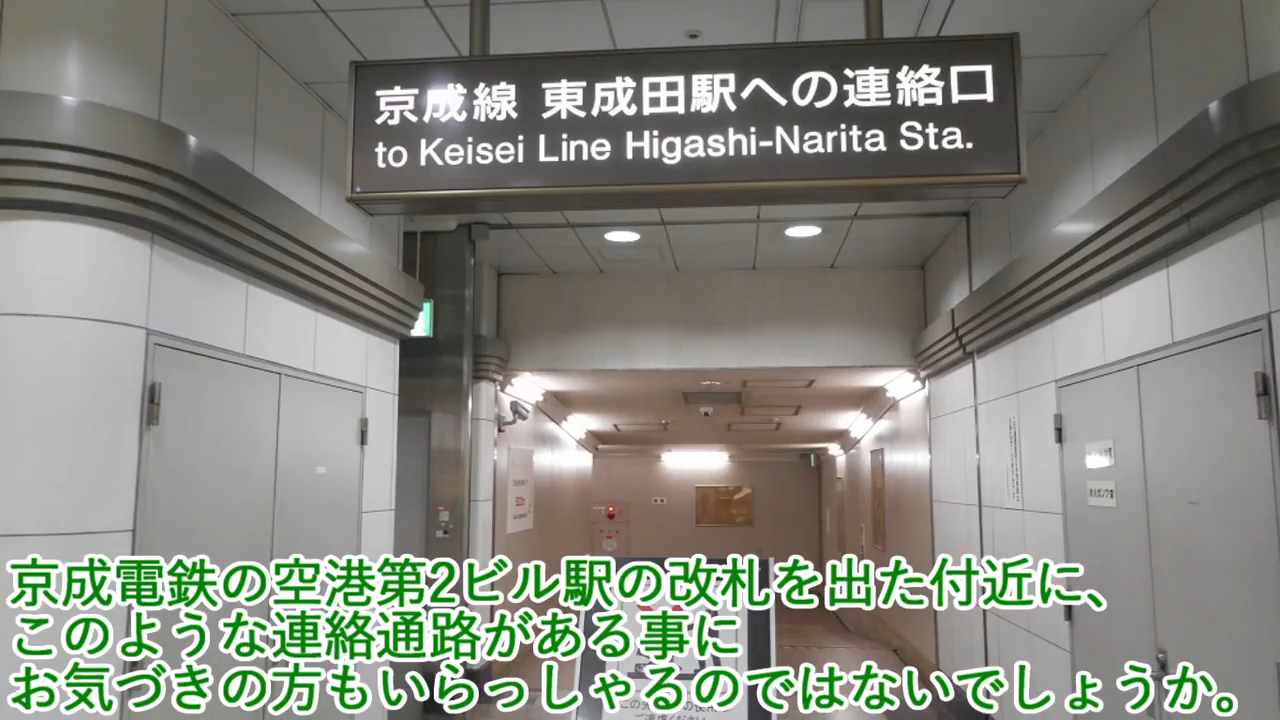 京成線 東成田駅への連絡口
to Keisei Line Higashi-Narita Sta.
京成電鉄の空港第2ビル駅の改札を出た付近に、
このような連絡通路がある事に
お気づきの方もいらっしゃるのではないでしょうか。